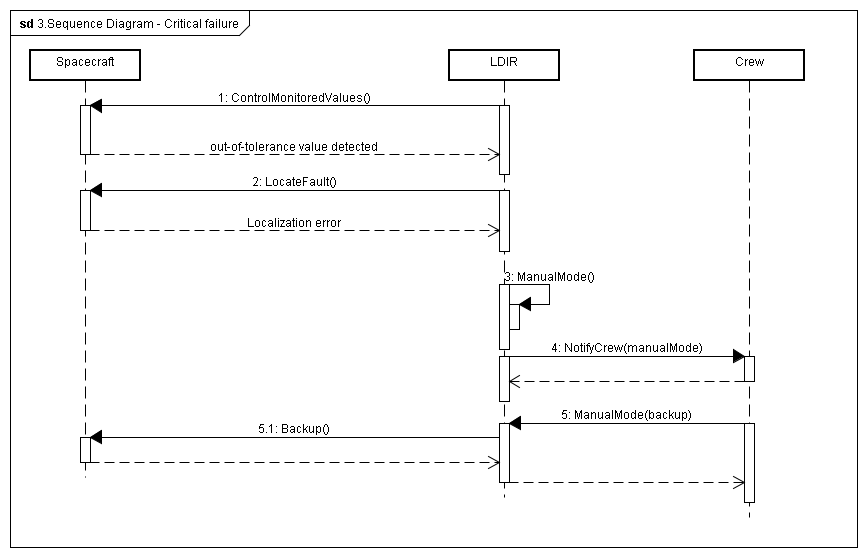 sd 3.Sequence Diagram - Critical failure
Spacecraft
LDIR
Crew
1: ControlMonitoredValues()
out-of-tolerance value detected
2: LocateFault()
Localization error
3: ManualMode()
4: NotifyCrew(manualMode)
5: ManualMode(backup)
5.1: Backup()